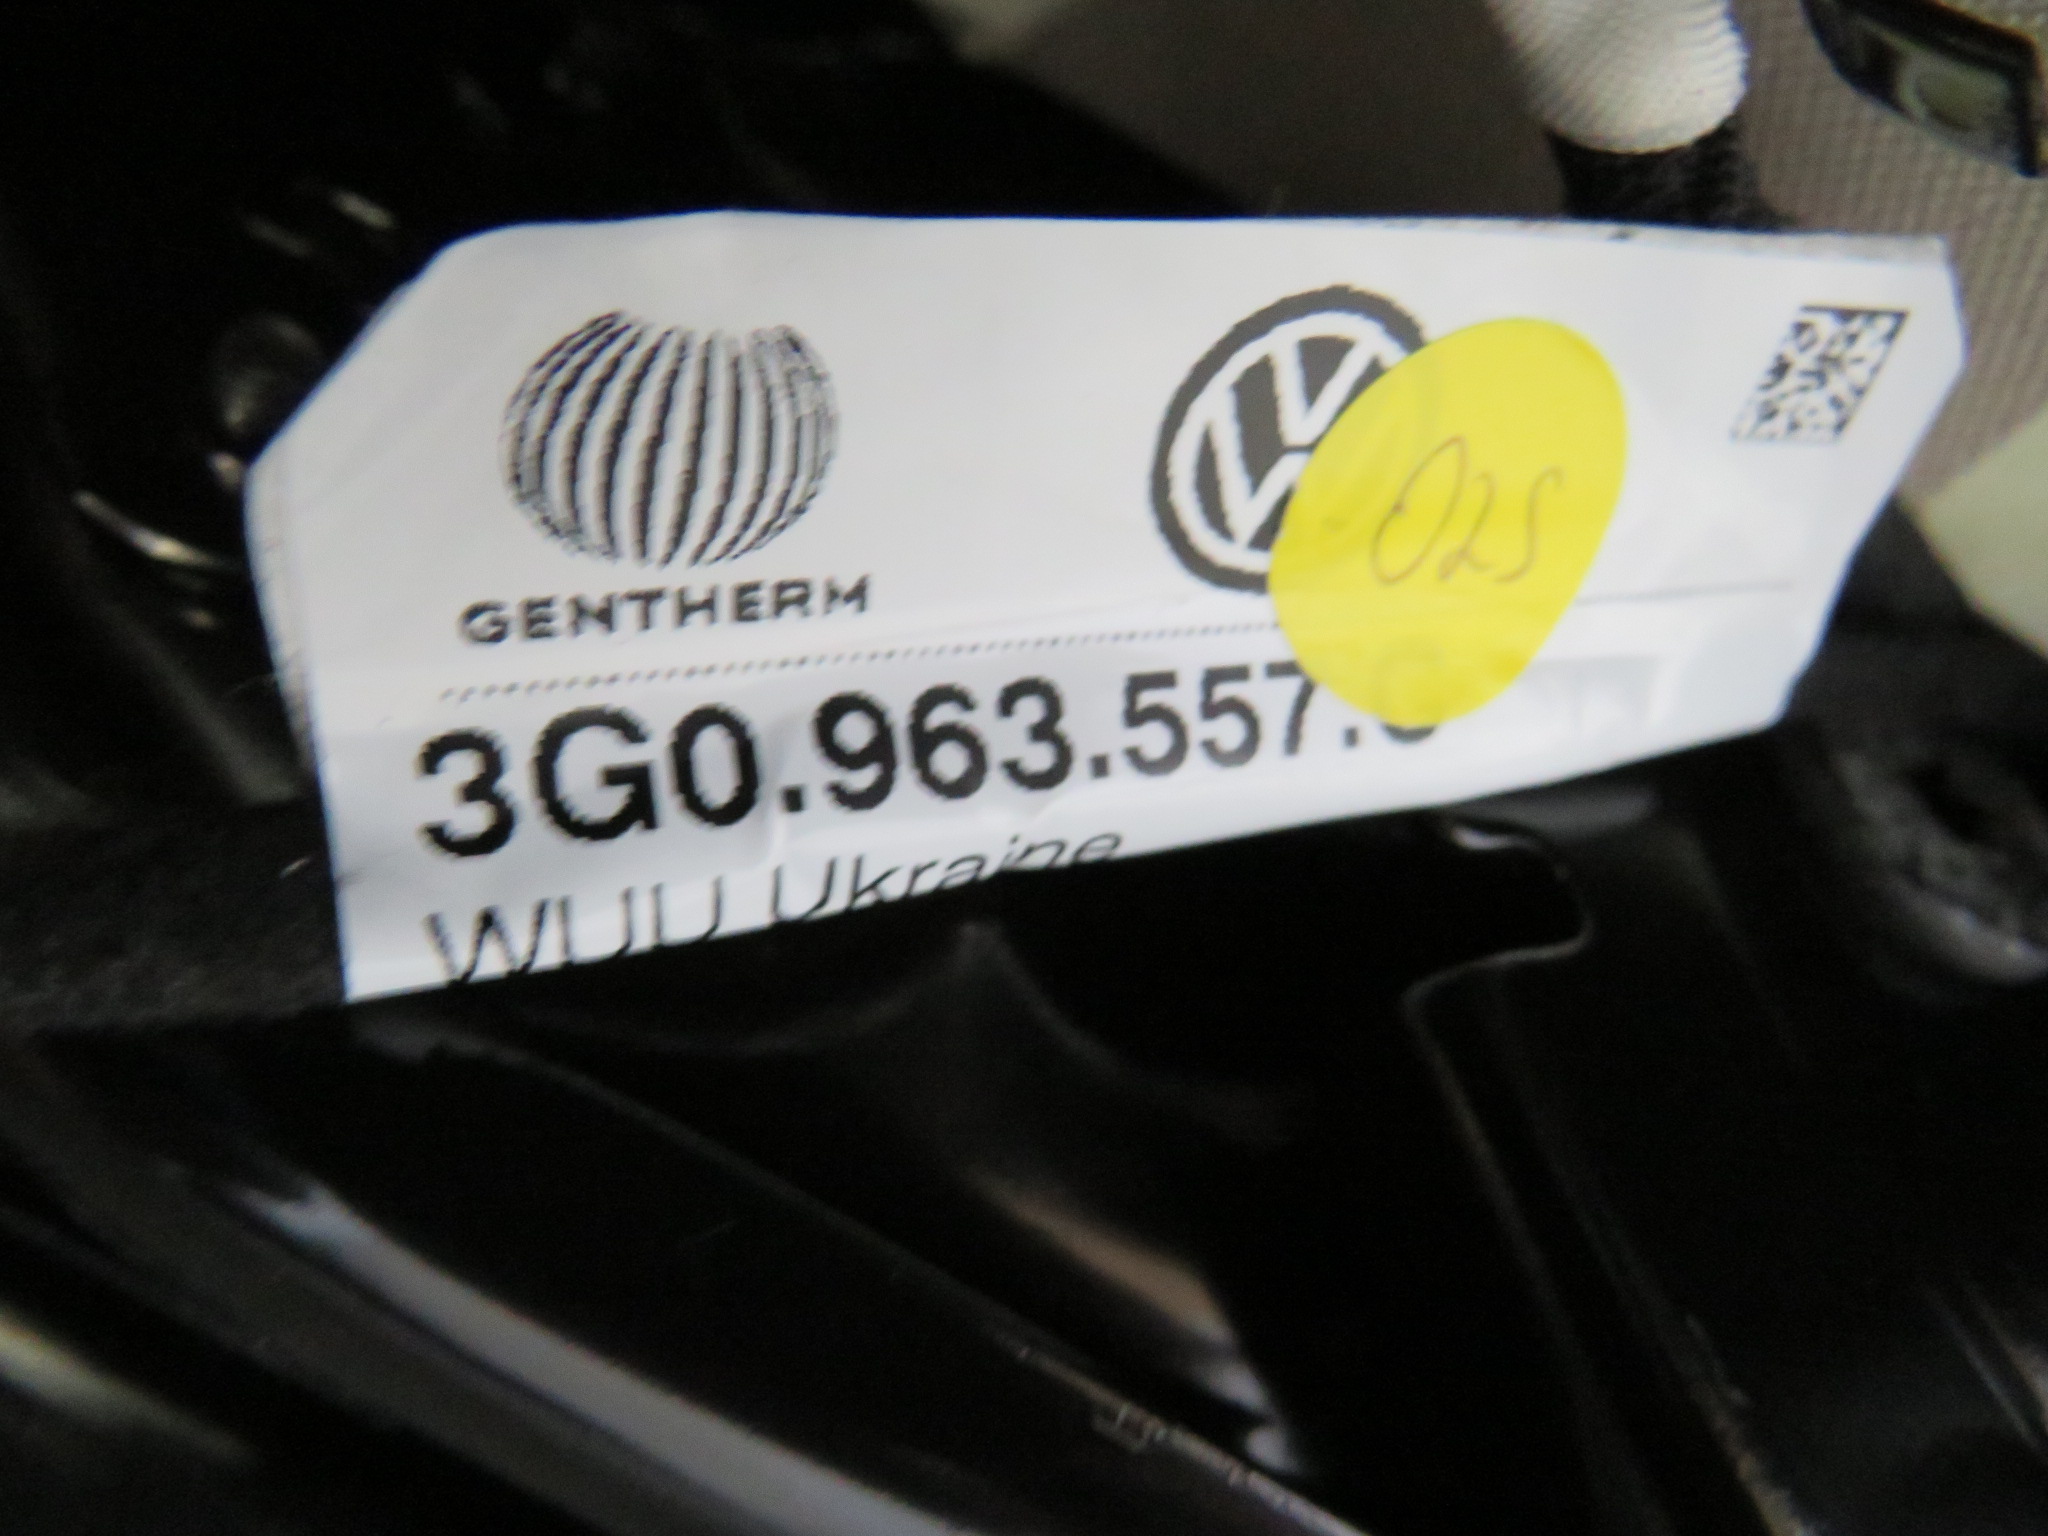 GENTHERM
025
3G0.963.557.
WUU Ukraine